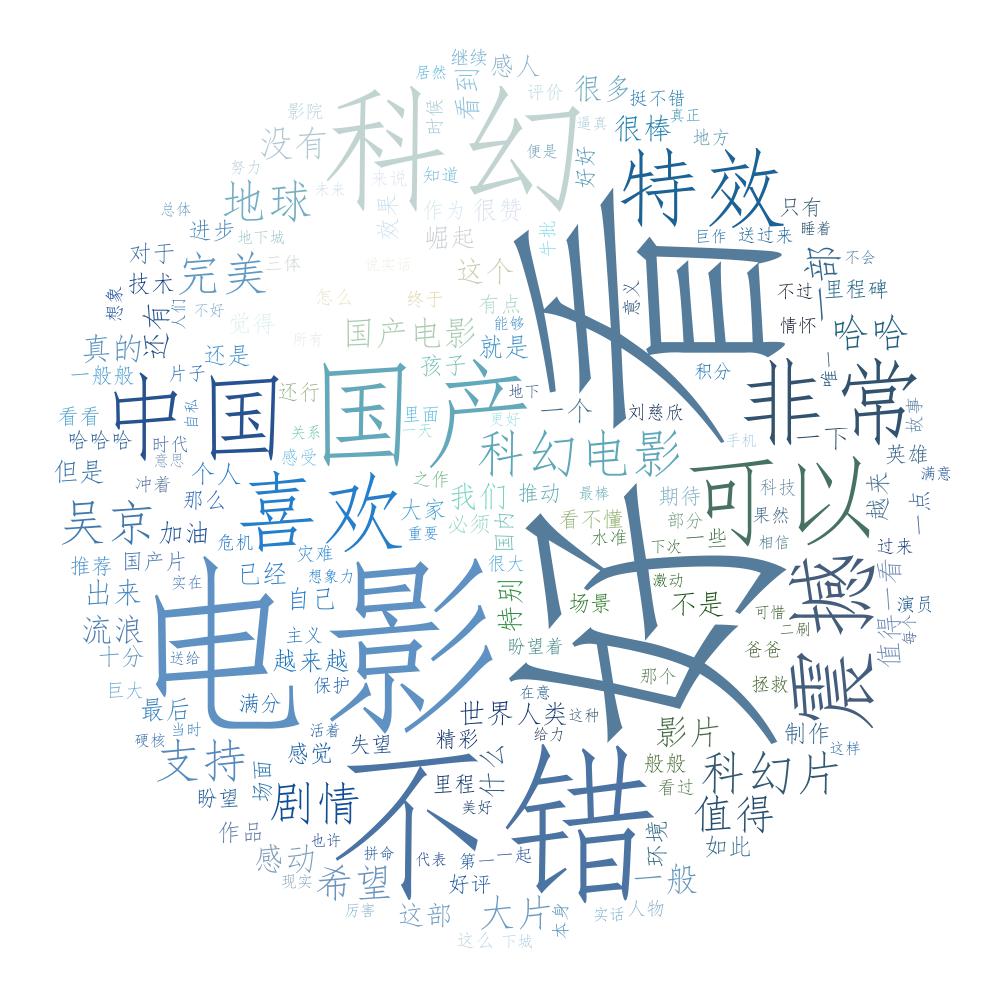 继续
居然
感人
看到
评价
很多
挺不错
科幻
影院
时候
真正
逼真
没有
很棒
地方
便是
好好
特效
努力
来说
知道
未来
地球
总体
效果
作为
很赞
只有
牛批
进步
地下城
崛起
巨作
送过来
睡着
对于
完美
三体
说实话
这个
一部
不会
好看
技术
想象
怎么
终于
有点
意义
不过
里程碑
还有
人们
不好
觉得
国产电影
能够
情怀
哈哈
真的
还是
所有
就是
一般般
片子
孩子
积分
唯一
非常
中国
国产
还行
地下
看看
自私
里面
一个
刘慈欣
故事
更好
哈哈哈
时代
关系
一天
科幻电影
手机
一下
但是
意思
感受
英雄
满意
个人
喜欢
之作
冲着
那么
我们
推动
最棒
期待
可以
科技
越来
一点
吴京
加油
大家
必须
国内
看不懂
部分
果然
重要
水准
危机
灾难
下次
一些
相信
过来
推荐
国产片
实在
已经
想象力
很大
一看
值得
震撼
电影
出来
自己
特别
场景
激动
不是
可惜
二刷
演员
每个
流浪
主义
十分
送给
越来越
盼望着
爸爸
那个
拯救
巨大
保护
满分
在意
最后
当时
世界
人类
这种
硬核
活着
给力
影片
制作
感觉
失望
精彩
什么
这样
支持
场面
剧情
不错
里程
般般
看过
科幻片
盼望
美好
值得
作品
也许
环境
如此
感动
拼命
代表
第一
一起
现实
希望
好评
一般
厉害
这部
大片
本身
实话
人物
这么
下城